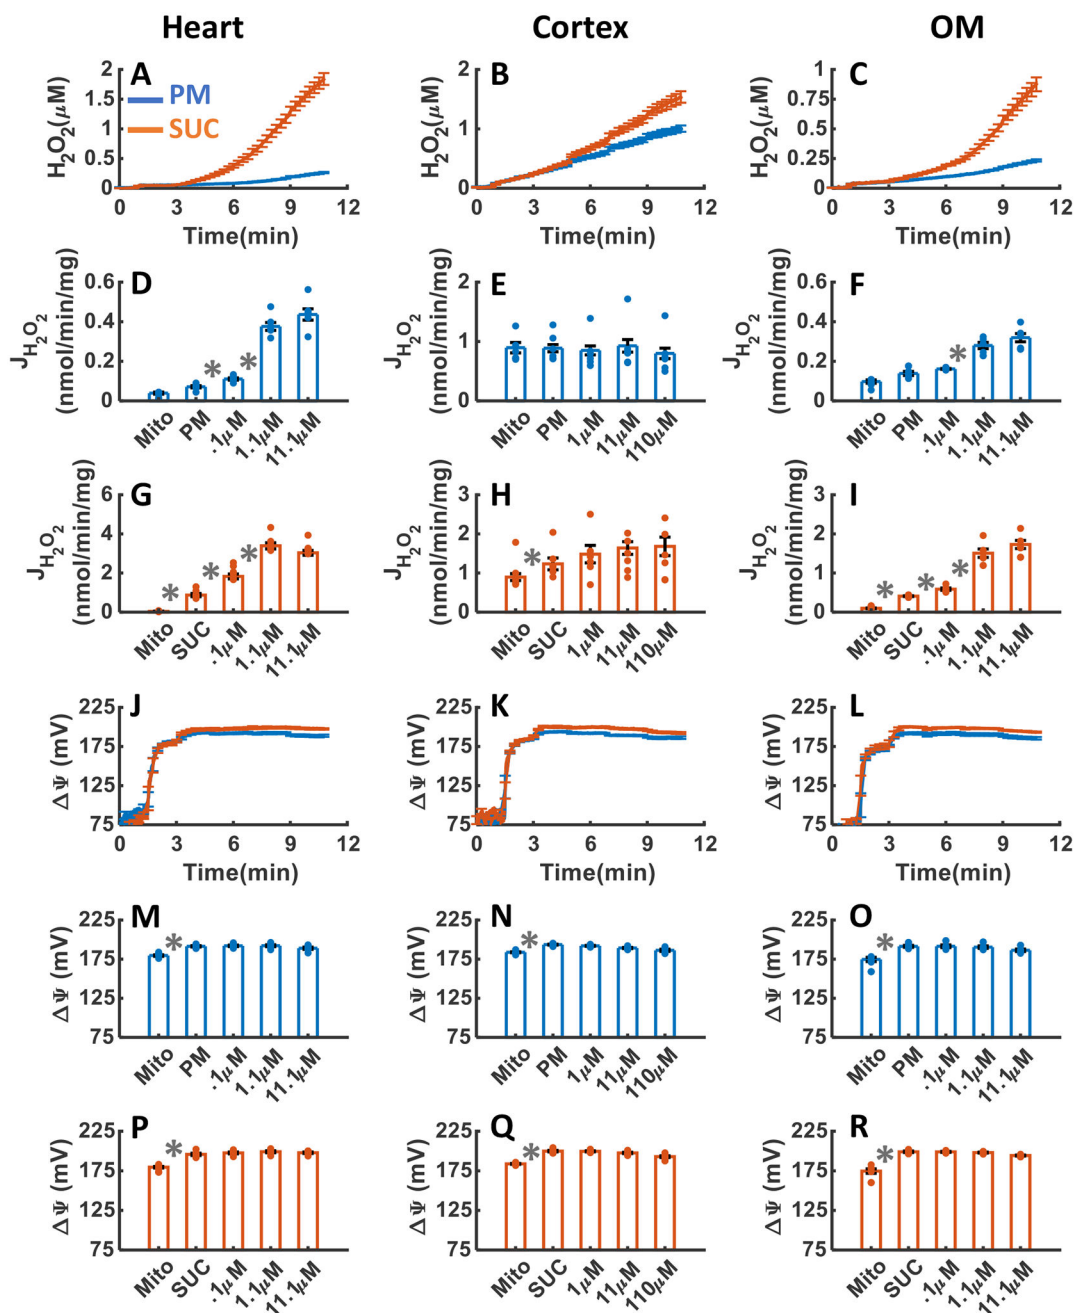 Heart Cortex OM
A B C
PM
SUC
H2O2(μM) H2O2(μM) H2O2(μM)
2 1.5 1 0.5 0
2 1 0
1 0.75 0.5 0.25 0
0 3 6 9 12 0 3 6 9 12 0 3 6 9 12
Time(min) Time(min) Time(min)
D E F
JH2O2 (nmol/min/mg) JH2O2 (nmol/min/mg) JH2O2 (nmol/min/mg)
0.6 0.4 0.2 0
2 1 0
0.6 0.4 0.2 0
* * *
Mito PM .1μM 1.1μM 11.1μM Mito PM 1μM 11μM 110μM Mito PM .1μM 1.1μM 11.1μM
G H I
JH2O2 (nmol/min/mg) JH2O2 (nmol/min/mg) JH2O2 (nmol/min/mg)
6 4 2 0
3 2 1 0
3 2 1 0
* * * * * * *
Mito SUC .1μM 1.1μM 11.1μM Mito SUC 1μM 11μM 110μM Mito SUC .1μM 1.1μM 11.1μM
J K L
ΔΨ (mV) ΔΨ (mV) ΔΨ (mV)
225 175 125 75
225 175 125 75
225 175 125 75
0 3 6 9 12 0 3 6 9 12 0 3 6 9 12
Time(min) Time(min) Time(min)
M N O
ΔΨ (mV) ΔΨ (mV) ΔΨ (mV)
225 175 125 75
225 175 125 75
225 175 125 75
* * *
Mito PM .1μM 1.1μM 11.1μM Mito PM 1μM 11μM 110μM Mito PM .1μM 1.1μM 11.1μM
P Q R
ΔΨ (mV) ΔΨ (mV) ΔΨ (mV)
225 175 125 75
225 175 125 75
225 175 125 75
* * *
Mito SUC .1μM 1.1μM 11.1μM Mito SUC 1μM 11μM 110μM Mito SUC .1μM 1.1μM 11.1μM